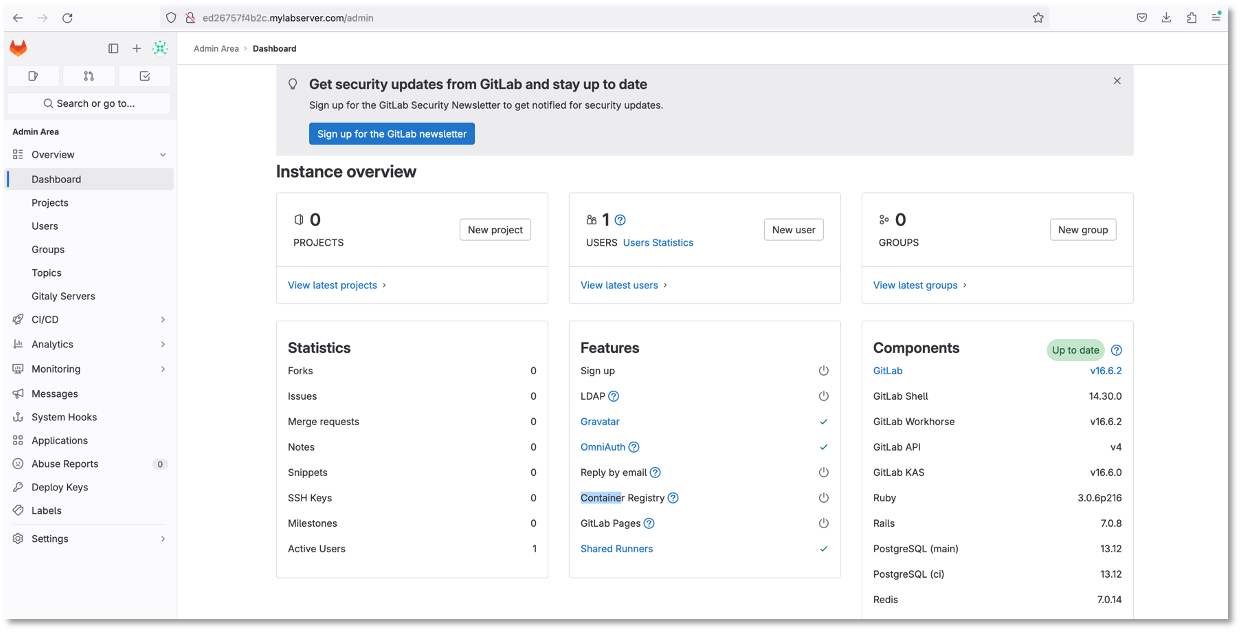 ed26757f4b2c.mylabserver.com/admin
Admin Area › Dashboard
Search or go to...
Admin Area
Overview
Dashboard
Projects
Users
Groups
Topics
Gitaly Servers
CI/CD
Analytics
Monitoring
Messages
System Hooks
Applications
Abuse Reports 0
Deploy Keys
Labels
Settings
Get security updates from GitLab and stay up to date
Sign up for the GitLab Security Newsletter to get notified for security updates.
Sign up for the GitLab newsletter
Instance overview
0
PROJECTS
New project
View latest projects ›
1
USERS Users Statistics
New user
View latest users ›
0
GROUPS
New group
View latest groups ›
Statistics
Forks 0
Issues 0
Merge requests 0
Notes 0
Snippets 0
SSH Keys 0
Milestones 0
Active Users 1
Features
Sign up
LDAP
Gravatar
OmniAuth
Reply by email
Container Registry
GitLab Pages
Shared Runners
Components Up to date
GitLab v16.6.2
GitLab Shell 14.30.0
GitLab Workhorse v16.6.2
GitLab API v4
GitLab KAS v16.6.0
Ruby 3.0.6p216
Rails 7.0.8
PostgreSQL (main) 13.12
PostgreSQL (ci) 13.12
Redis 7.0.14